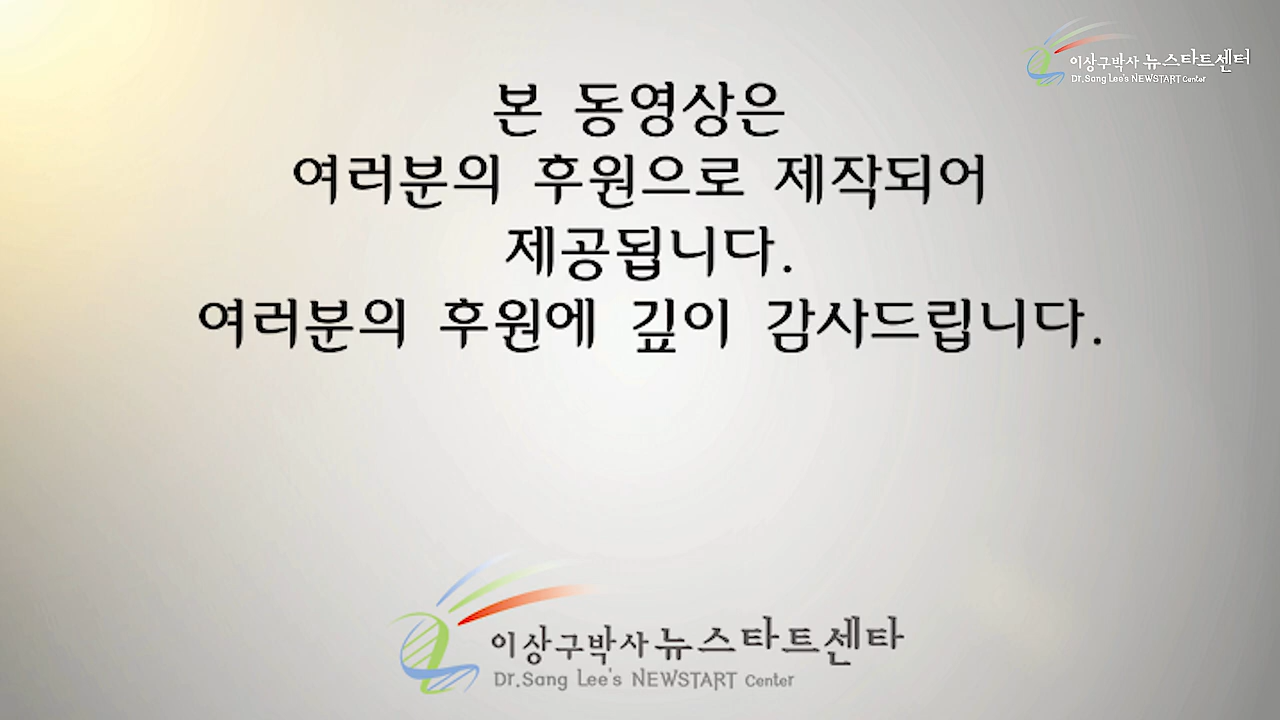 이상구박사 뉴스타트센터
Dr.Sang Lee's NEWSTART Center
본 동영상은
여러분의 후원으로 제작되어
제공됩니다.
여러분의 후원에 깊이 감사드립니다.
이상구박사 뉴스타트센타
Dr.Sang Lee's NEWSTART Center